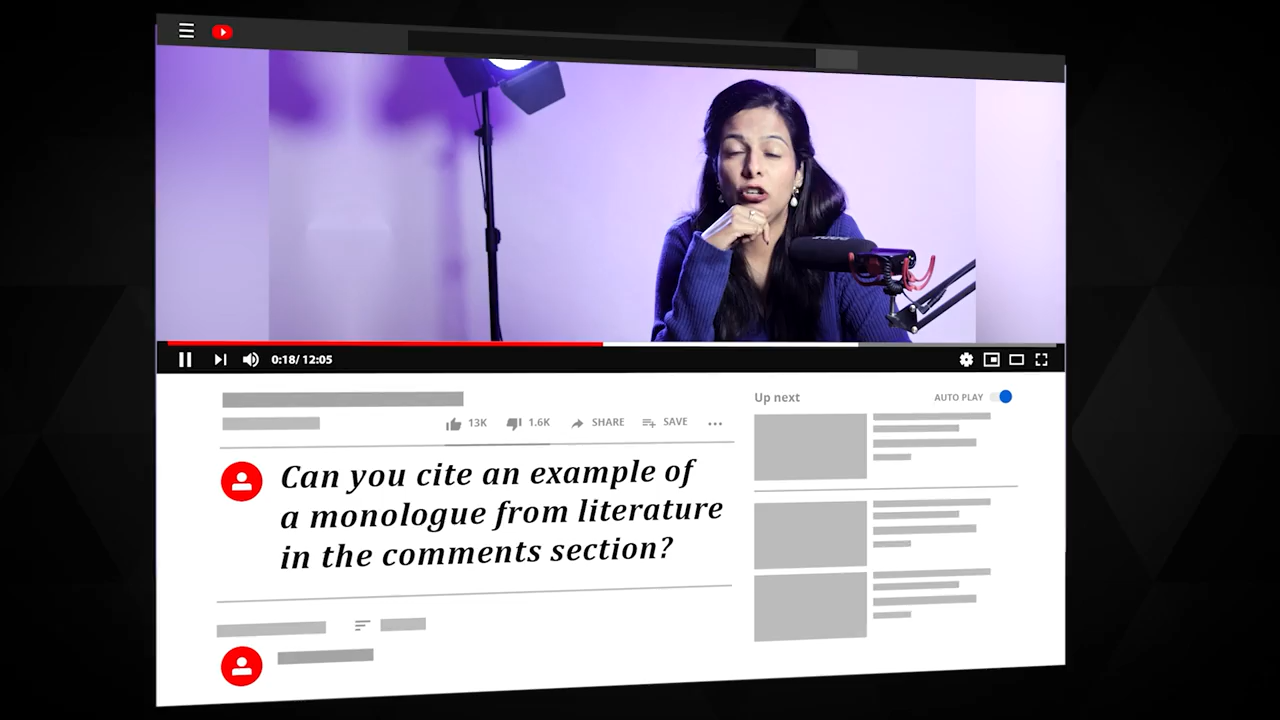 0:18/ 12:05
Up next
AUTO PLAY
13K
1.6K
SHARE
SAVE
Can you cite an example of
a monologue from literature
in the comments section?